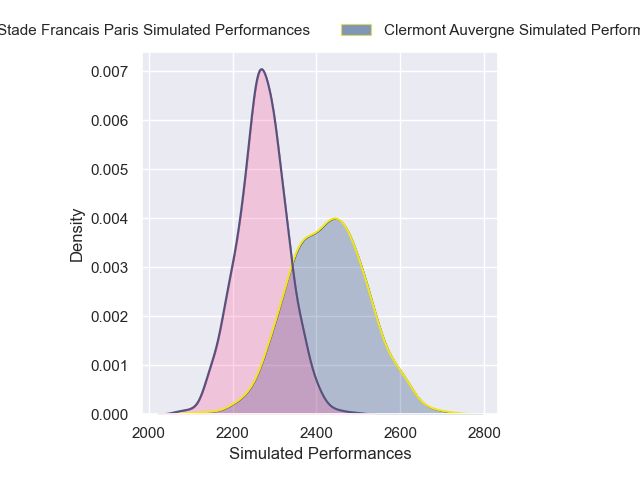 Stade Francais Paris Simulated Performances
Clermont Auvergne Simulated Perform
0.007
0.006
0.005
0.004
0.003
0.002
0.001
0.000
Density
2000 2200 2400 2600 2800
Simulated Performances